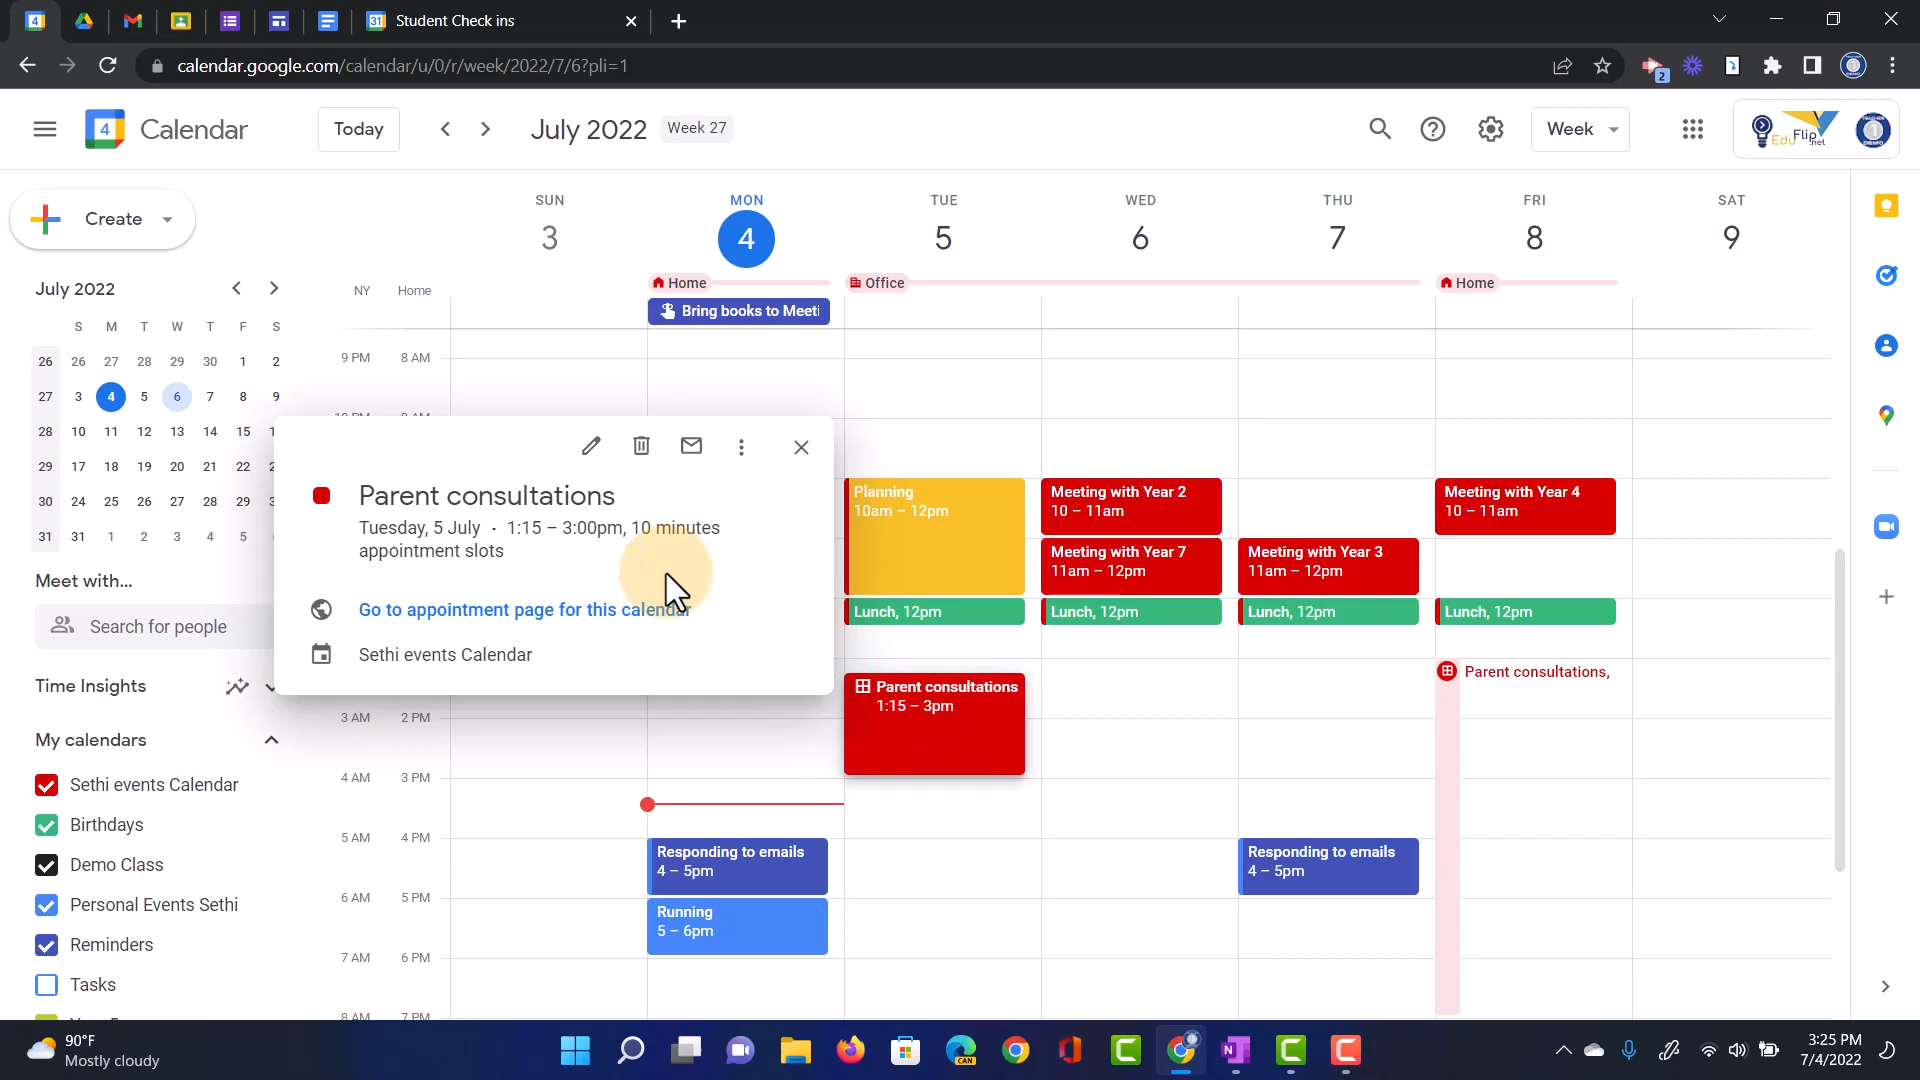 Student Check ins
calendar.google.com/calendar/u/0/r/week/2022/7/6?pli=1
2
4
Calendar
Today
July 2022
Week 27
Week
Edu Flip .net
Create
SUN
MON
TUE
WED
THU
FRI
SAT
3
4
5
6
7
8
9
NY
Home
Home
Office
Home
Bring books to Meeti
July 2022
S M T W T F S
26 26 27 28 29 30 1 2
27 3 4 5 6 7 8 9
28 10 11 12 13 14 15
29 17 18 19 20 21 22
30 24 25 26 27 28 29
31 31 1 2 3 4 5
9 PM 8 AM
Parent consultations
Tuesday, 5 July · 1:15 – 3:00pm, 10 minutes
appointment slots
Go to appointment page for this calendar
Sethi events Calendar
Planning
10am – 12pm
Meeting with Year 2
10 – 11am
Meeting with Year 4
10 – 11am
Meeting with Year 7
11am – 12pm
Meeting with Year 3
11am – 12pm
Lunch, 12pm
Lunch, 12pm
Lunch, 12pm
Lunch, 12pm
Parent consultations
1:15 – 3pm
Parent consultations,
Meet with...
Search for people
Time Insights
My calendars
Sethi events Calendar
Birthdays
Demo Class
Personal Events Sethi
Reminders
Tasks
3 AM 2 PM
4 AM 3 PM
5 AM 4 PM
6 AM 5 PM
7 AM 6 PM
8 AM 7 PM
Responding to emails
4 – 5pm
Responding to emails
4 – 5pm
Running
5 – 6pm
90°F
Mostly cloudy
CAN
3:25 PM
7/4/2022